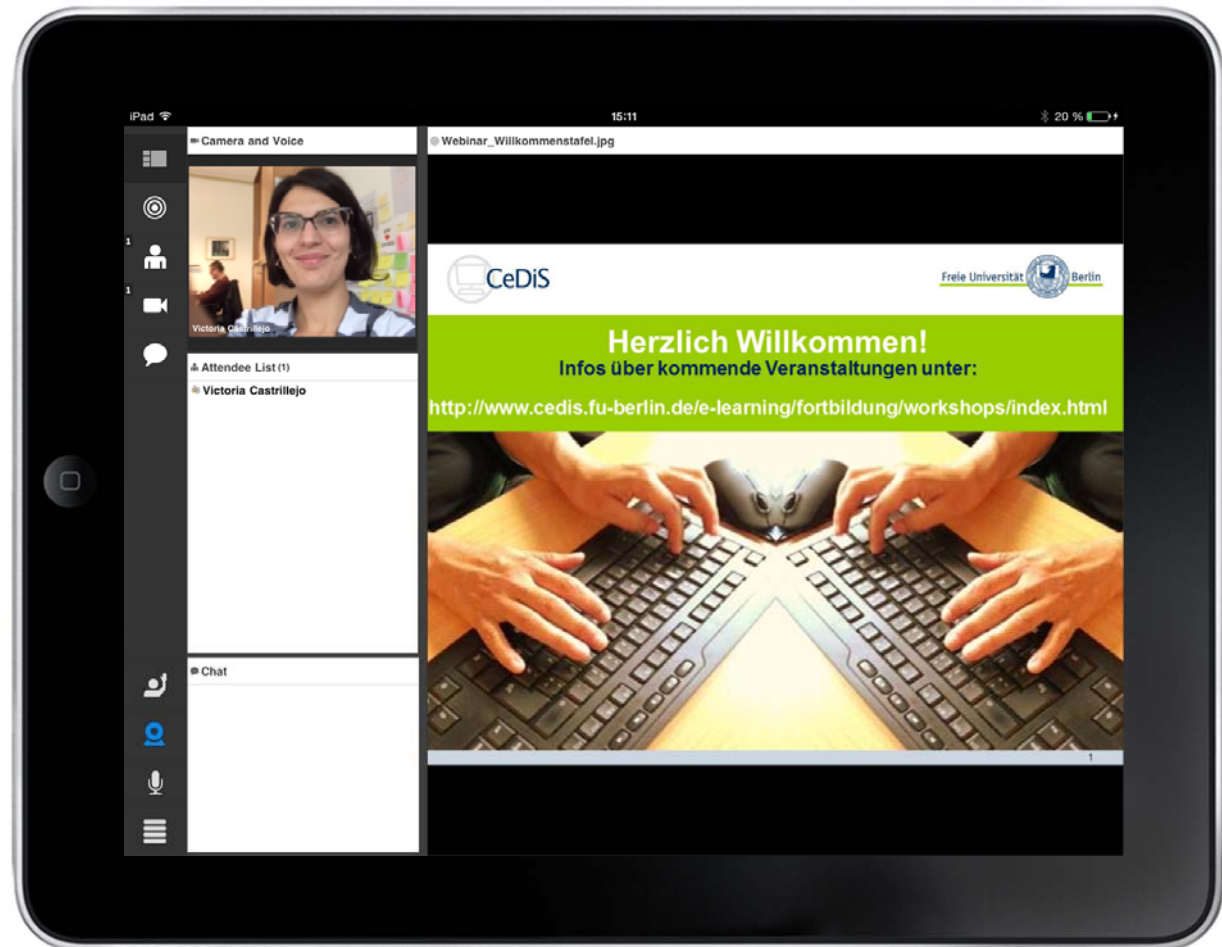 iPad
15:11
20 %
Camera and Voice
Victoria Castrillejo
Attendee List (1)
Victoria Castrillejo
Chat
1
1
Webinar_Willkommenstafel.jpg
CeDiS
Freie Universität Berlin
Herzlich Willkommen!
Infos über kommende Veranstaltungen unter:
http://www.cedis.fu-berlin.de/e-learning/fortbildung/workshops/index.html
1